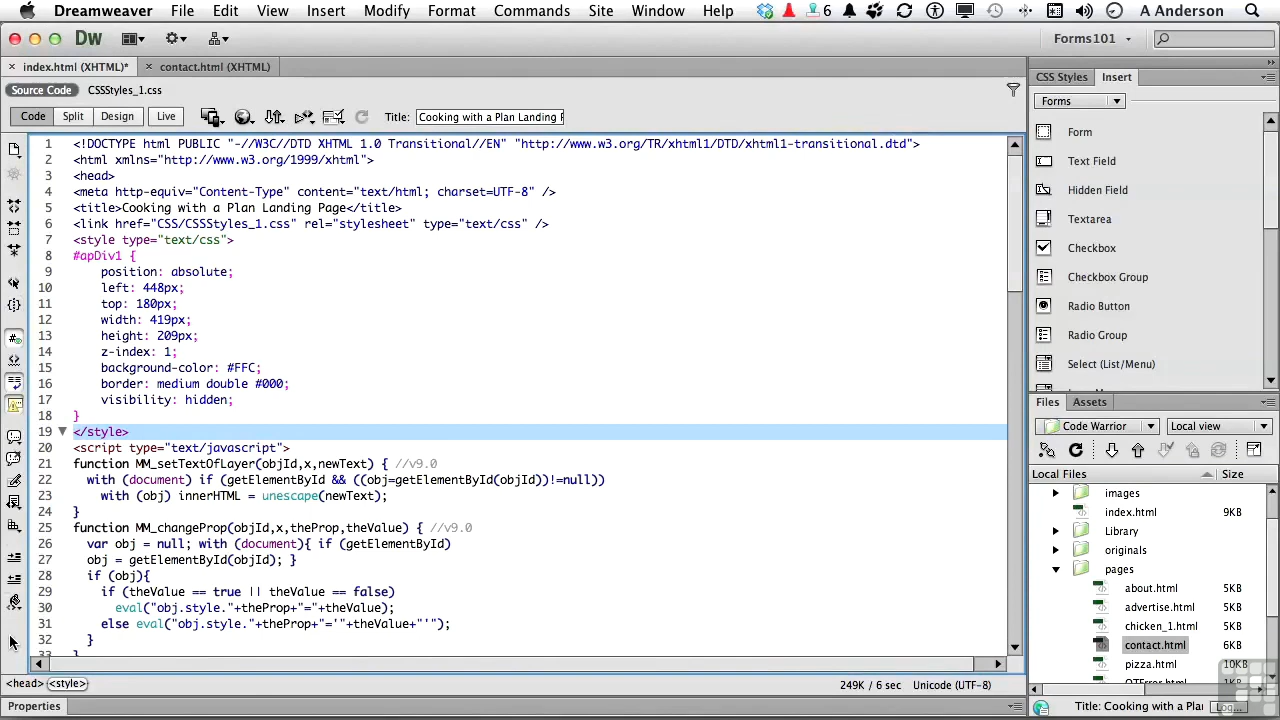 Dreamweaver File Edit View Insert Modify Format Commands Site Window Help 6 A Anderson
Dw Forms101
index.html (XHTML)* contact.html (XHTML)
Source Code CSSStyles_1.css
Code Split Design Live Title: Cooking with a Plan Landing P
1 <!DOCTYPE html PUBLIC "-//W3C//DTD XHTML 1.0 Transitional//EN" "http://www.w3.org/TR/xhtml1/DTD/xhtml1-transitional.dtd">
2 <html xmlns="http://www.w3.org/1999/xhtml">
3 <head>
4 <meta http-equiv="Content-Type" content="text/html; charset=UTF-8" />
5 <title>Cooking with a Plan Landing Page</title>
6 <link href="CSS/CSSStyles_1.css" rel="stylesheet" type="text/css" />
7 <style type="text/css">
8 #apDiv1 {
9 position: absolute;
10 left: 448px;
11 top: 180px;
12 width: 419px;
13 height: 209px;
14 z-index: 1;
15 background-color: #FFC;
16 border: medium double #000;
17 visibility: hidden;
18 }
19 </style>
20 <script type="text/javascript">
21 function MM_setTextOfLayer(objId,x,newText) { //v9.0
22 with (document) if (getElementById && ((obj=getElementById(objId))!=null))
23 with (obj) innerHTML = unescape(newText);
24 }
25 function MM_changeProp(objId,x,theProp,theValue) { //v9.0
26 var obj = null; with (document){ if (getElementById)
27 obj = getElementById(objId); }
28 if (obj){
29 if (theValue == true || theValue == false)
30 eval("obj.style."+theProp+"="+theValue);
31 else eval("obj.style."+theProp+"='"+theValue+"'");
32 }
<head> <style> 249K / 6 sec Unicode (UTF-8)
Properties
CSS Styles Insert
Forms
Form
Text Field
Hidden Field
Textarea
Checkbox
Checkbox Group
Radio Button
Radio Group
Select (List/Menu)
Files Assets
Code Warrior Local view
Local Files Size
images
index.html 9KB
Library
originals
pages
about.html 5KB
advertise.html 5KB
chicken_1.html 5KB
contact.html 6KB
pizza.html 10KB
Title: Cooking with a Plan Log...